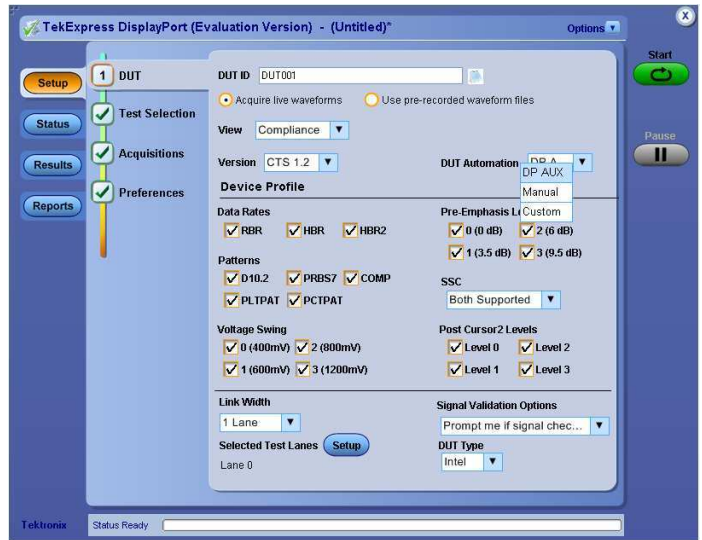 TekExpress DisplayPort (Evaluation Version) - (Untitled)*
Options
X
Start
Pause
Setup
Status
Results
Reports
1 DUT
Test Selection
Acquisitions
Preferences
DUT ID DUT001
Acquire live waveforms Use pre-recorded waveform files
View Compliance
Version CTS 1.2
DUT Automation
DP AUX
Manual
Custom
Device Profile
Data Rates
RBR HBR HBR2
Patterns
D10.2 PRBS7 COMP
PLTPAT PCTPAT
Voltage Swing
0 (400mV) 2 (800mV)
1 (600mV) 3 (1200mV)
Pre-Emphasis
0 (0 dB) 2 (6 dB)
1 (3.5 dB) 3 (9.5 dB)
SSC
Both Supported
Post Cursor2 Levels
Level 0 Level 2
Level 1 Level 3
Link Width
1 Lane
Selected Test Lanes Setup
Lane 0
Signal Validation Options
Prompt me if signal chec...
DUT Type
Intel
Tektronix
Status Ready